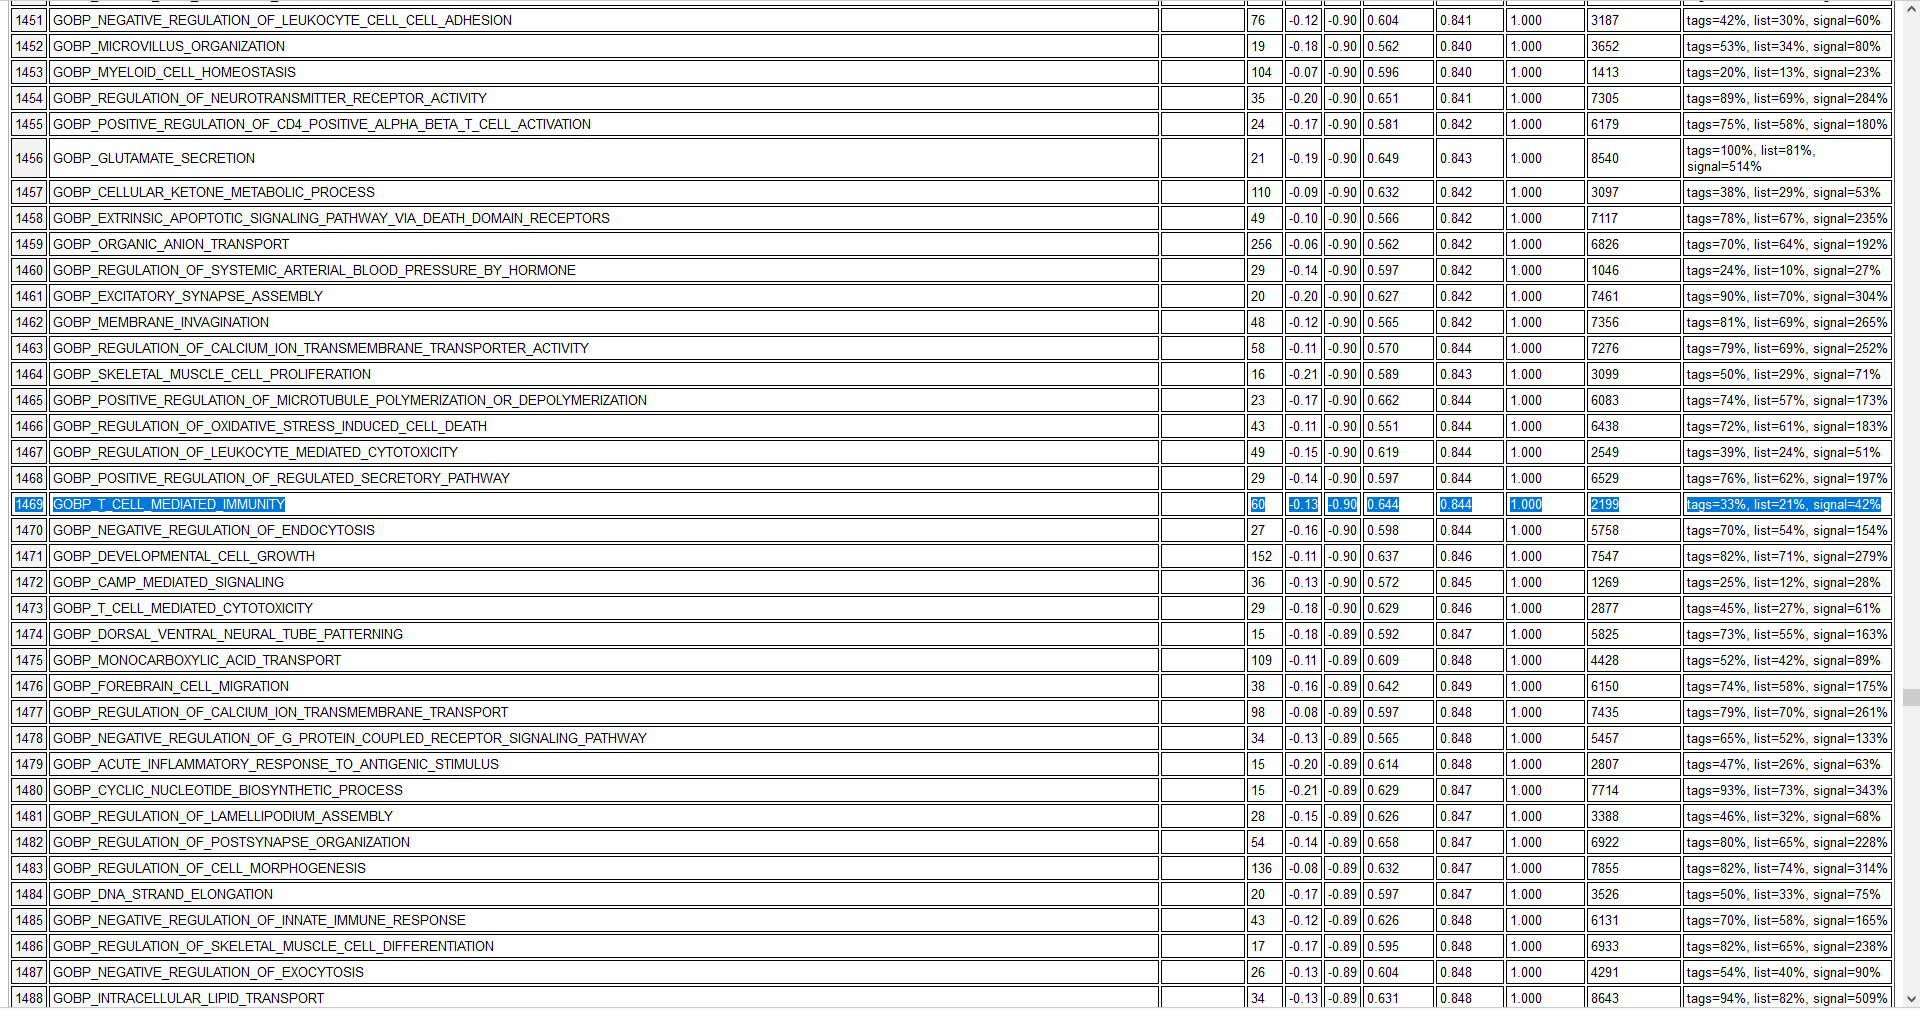 1451 GOBP_NEGATIVE_REGULATION_OF_LEUKOCYTE_CELL_CELL_ADHESION 76 -0.12 -0.90 0.604 0.841 1.000 3187 tags=42%, list=30%, signal=60%
1452 GOBP_MICROVILLUS_ORGANIZATION 19 -0.18 -0.90 0.562 0.840 1.000 3652 tags=53%, list=34%, signal=80%
1453 GOBP_MYELOID_CELL_HOMEOSTASIS 104 -0.07 -0.90 0.596 0.840 1.000 1413 tags=20%, list=13%, signal=23%
1454 GOBP_REGULATION_OF_NEUROTRANSMITTER_RECEPTOR_ACTIVITY 35 -0.20 -0.90 0.651 0.841 1.000 7305 tags=89%, list=69%, signal=284%
1455 GOBP_POSITIVE_REGULATION_OF_CD4_POSITIVE_ALPHA_BETA_T_CELL_ACTIVATION 24 -0.17 -0.90 0.581 0.842 1.000 6179 tags=75%, list=58%, signal=180%
1456 GOBP_GLUTAMATE_SECRETION 21 -0.19 -0.90 0.649 0.843 1.000 8540 tags=100%, list=81%,
signal=514%
1457 GOBP_CELLULAR_KETONE_METABOLIC_PROCESS 110 -0.09 -0.90 0.632 0.842 1.000 3097 tags=38%, list=29%, signal=53%
1458 GOBP_EXTRINSIC_APOPTOTIC_SIGNALING_PATHWAY_VIA_DEATH_DOMAIN_RECEPTORS 49 -0.10 -0.90 0.566 0.842 1.000 7117 tags=78%, list=67%, signal=235%
1459 GOBP_ORGANIC_ANION_TRANSPORT 256 -0.06 -0.90 0.562 0.842 1.000 6826 tags=70%, list=64%, signal=192%
1460 GOBP_REGULATION_OF_SYSTEMIC_ARTERIAL_BLOOD_PRESSURE_BY_HORMONE 29 -0.14 -0.90 0.597 0.842 1.000 1046 tags=24%, list=10%, signal=27%
1461 GOBP_EXCITATORY_SYNAPSE_ASSEMBLY 20 -0.20 -0.90 0.627 0.842 1.000 7461 tags=90%, list=70%, signal=304%
1462 GOBP_MEMBRANE_INVAGINATION 48 -0.12 -0.90 0.565 0.842 1.000 7356 tags=81%, list=69%, signal=265%
1463 GOBP_REGULATION_OF_CALCIUM_ION_TRANSMEMBRANE_TRANSPORTER_ACTIVITY 58 -0.11 -0.90 0.570 0.844 1.000 7276 tags=79%, list=69%, signal=252%
1464 GOBP_SKELETAL_MUSCLE_CELL_PROLIFERATION 16 -0.21 -0.90 0.589 0.843 1.000 3099 tags=50%, list=29%, signal=71%
1465 GOBP_POSITIVE_REGULATION_OF_MICROTUBULE_POLYMERIZATION_OR_DEPOLYMERIZATION 23 -0.17 -0.90 0.662 0.844 1.000 6083 tags=74%, list=57%, signal=173%
1466 GOBP_REGULATION_OF_OXIDATIVE_STRESS_INDUCED_CELL_DEATH 43 -0.11 -0.90 0.551 0.844 1.000 6438 tags=72%, list=61%, signal=183%
1467 GOBP_REGULATION_OF_LEUKOCYTE_MEDIATED_CYTOTOXICITY 49 -0.15 -0.90 0.619 0.844 1.000 2549 tags=39%, list=24%, signal=51%
1468 GOBP_POSITIVE_REGULATION_OF_REGULATED_SECRETORY_PATHWAY 29 -0.14 -0.90 0.597 0.844 1.000 6529 tags=76%, list=62%, signal=197%
1469 GOBP_T_CELL_MEDIATED_IMMUNITY 60 -0.13 -0.90 0.644 0.844 1.000 2199 tags=33%, list=21%, signal=42%
1470 GOBP_NEGATIVE_REGULATION_OF_ENDOCYTOSIS 27 -0.16 -0.90 0.598 0.844 1.000 5758 tags=70%, list=54%, signal=154%
1471 GOBP_DEVELOPMENTAL_CELL_GROWTH 152 -0.11 -0.90 0.637 0.846 1.000 7547 tags=82%, list=71%, signal=279%
1472 GOBP_CAMP_MEDIATED_SIGNALING 36 -0.13 -0.90 0.572 0.845 1.000 1269 tags=25%, list=12%, signal=28%
1473 GOBP_T_CELL_MEDIATED_CYTOTOXICITY 29 -0.18 -0.90 0.629 0.846 1.000 2877 tags=45%, list=27%, signal=61%
1474 GOBP_DORSAL_VENTRAL_NEURAL_TUBE_PATTERNING 15 -0.18 -0.89 0.592 0.847 1.000 5825 tags=73%, list=55%, signal=163%
1475 GOBP_MONOCARBOXYLIC_ACID_TRANSPORT 109 -0.11 -0.89 0.609 0.848 1.000 4428 tags=52%, list=42%, signal=89%
1476 GOBP_FOREBRAIN_CELL_MIGRATION 38 -0.16 -0.89 0.642 0.849 1.000 6150 tags=74%, list=58%, signal=175%
1477 GOBP_REGULATION_OF_CALCIUM_ION_TRANSMEMBRANE_TRANSPORT 98 -0.08 -0.89 0.597 0.848 1.000 7435 tags=79%, list=70%, signal=261%
1478 GOBP_NEGATIVE_REGULATION_OF_G_PROTEIN_COUPLED_RECEPTOR_SIGNALING_PATHWAY 34 -0.13 -0.89 0.565 0.848 1.000 5457 tags=65%, list=52%, signal=133%
1479 GOBP_ACUTE_INFLAMMATORY_RESPONSE_TO_ANTIGENIC_STIMULUS 15 -0.20 -0.89 0.614 0.848 1.000 2807 tags=47%, list=26%, signal=63%
1480 GOBP_CYCLIC_NUCLEOTIDE_BIOSYNTHETIC_PROCESS 15 -0.21 -0.89 0.629 0.847 1.000 7714 tags=93%, list=73%, signal=343%
1481 GOBP_REGULATION_OF_LAMELLIPODIUM_ASSEMBLY 28 -0.15 -0.89 0.626 0.847 1.000 3388 tags=46%, list=32%, signal=68%
1482 GOBP_REGULATION_OF_POSTSYNAPSE_ORGANIZATION 54 -0.14 -0.89 0.658 0.847 1.000 6922 tags=80%, list=65%, signal=228%
1483 GOBP_REGULATION_OF_CELL_MORPHOGENESIS 136 -0.08 -0.89 0.632 0.847 1.000 7855 tags=82%, list=74%, signal=314%
1484 GOBP_DNA_STRAND_ELONGATION 20 -0.17 -0.89 0.597 0.847 1.000 3526 tags=50%, list=33%, signal=75%
1485 GOBP_NEGATIVE_REGULATION_OF_INNATE_IMMUNE_RESPONSE 43 -0.12 -0.89 0.626 0.848 1.000 6131 tags=70%, list=58%, signal=165%
1486 GOBP_REGULATION_OF_SKELETAL_MUSCLE_CELL_DIFFERENTIATION 17 -0.17 -0.89 0.595 0.848 1.000 6933 tags=82%, list=65%, signal=238%
1487 GOBP_NEGATIVE_REGULATION_OF_EXOCYTOSIS 26 -0.13 -0.89 0.604 0.848 1.000 4291 tags=54%, list=40%, signal=90%
1488 GOBP_INTRACELLULAR_LIPID_TRANSPORT 34 -0.13 -0.89 0.631 0.848 1.000 8643 tags=94%, list=82%, signal=509%